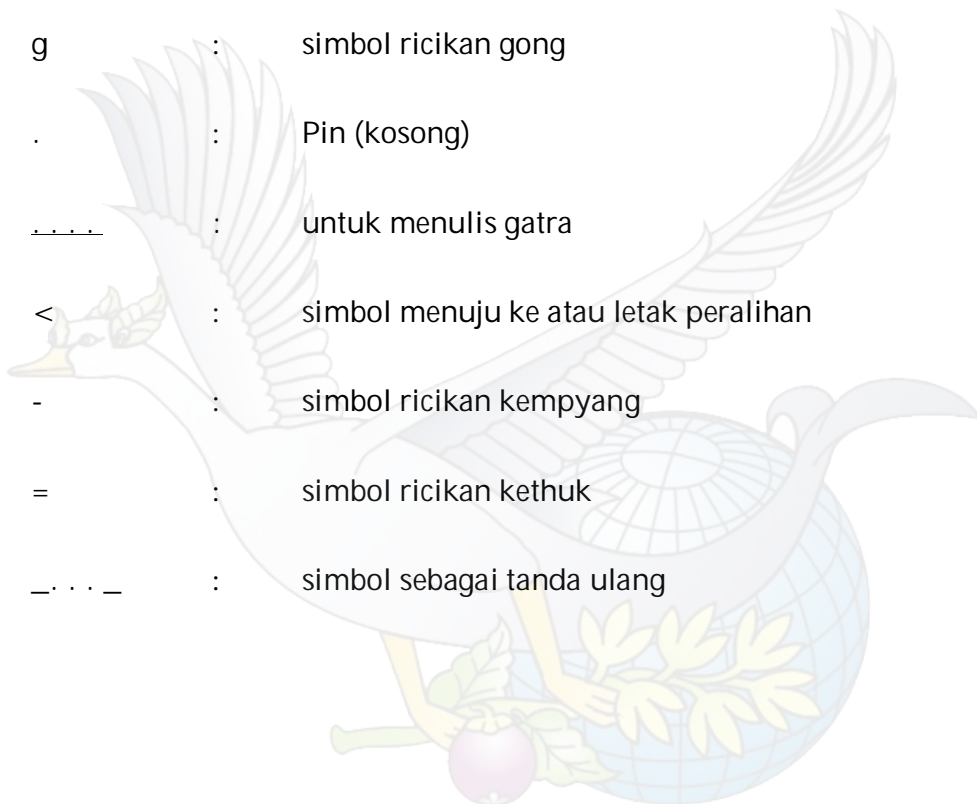 g : simbol ricikan gong
. : Pin (kosong)
. . . . : untuk menulis gatra
< : simbol menuju ke atau letak peralihan
- : simbol ricikan kempyang
= : simbol ricikan kethuk
_. . . _ : simbol sebagai tanda ulang